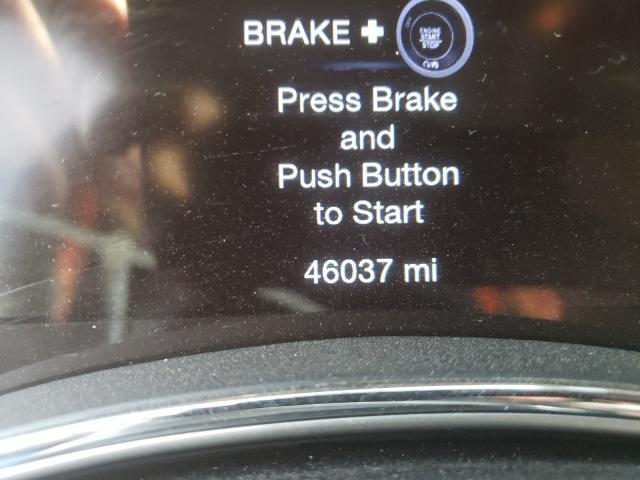 BRAKE +
ENGINE
START
STOP
Press Brake
and
Push Button
to Start
46037 mi